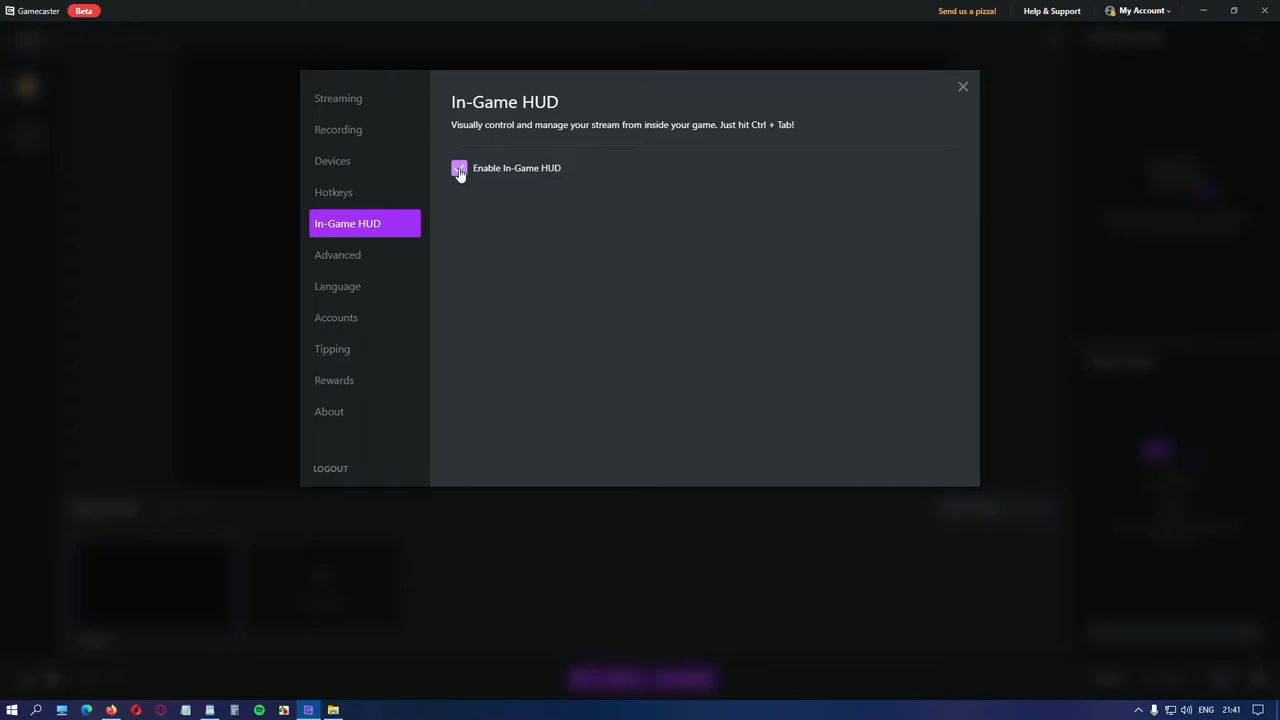 Gamecaster Beta
Send us a pizza! Help & Support My Account
Streaming
Recording
Devices
Hotkeys
In-Game HUD
Advanced
Language
Accounts
Tipping
Rewards
About
LOGOUT
In-Game HUD
Visually control and manage your stream from inside your game. Just hit Ctrl + Tab!
Enable In-Game HUD
ENG 21:41